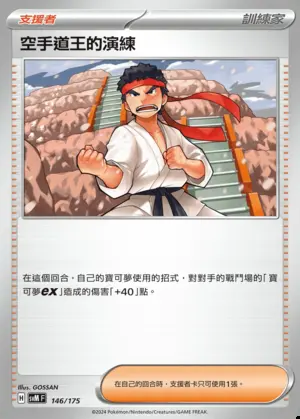 支援者 訓練家
空手道王的演練
在這個回合，自己的寶可夢使用的招式，對對手的戰鬥場的「寶
可夢ex」造成的傷害「+40」點。
Illus. GOSSAN
H SVM F 146/175
在自己的回合時，支援者卡只可使用1張。
©2024 Pokémon/Nintendo/Creatures/GAME FREAK.